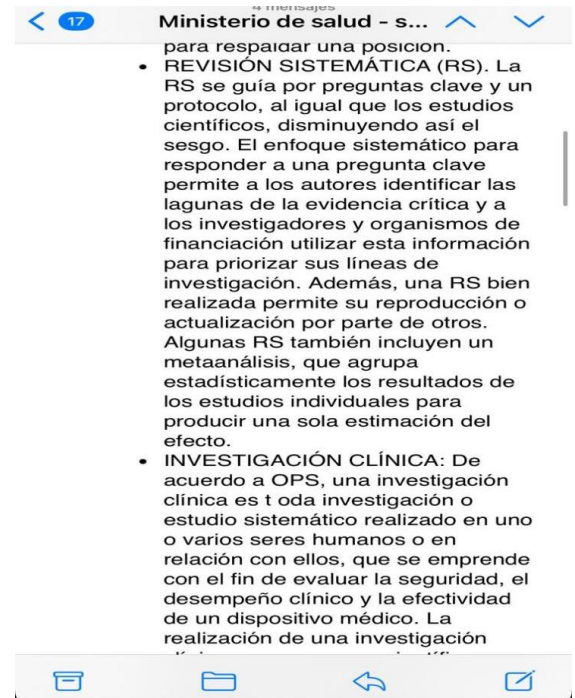 4 mensajes
17
Ministerio de salud - s...
para respaldar una posición.
• REVISIÓN SISTEMÁTICA (RS). La
RS se guía por preguntas clave y un
protocolo, al igual que los estudios
científicos, disminuyendo así el
sesgo. El enfoque sistemático para
responder a una pregunta clave
permite a los autores identificar las
lagunas de la evidencia crítica y a
los investigadores y organismos de
financiación utilizar esta información
para priorizar sus líneas de
investigación. Además, una RS bien
realizada permite su reproducción o
actualización por parte de otros.
Algunas RS también incluyen un
metaanálisis, que agrupa
estadísticamente los resultados de
los estudios individuales para
producir una sola estimación del
efecto.
• INVESTIGACIÓN CLÍNICA: De
acuerdo a OPS, una investigación
clínica es t oda investigación o
estudio sistemático realizado en uno
o varios seres humanos o en
relación con ellos, que se emprende
con el fin de evaluar la seguridad, el
desempeño clínico y la efectividad
de un dispositivo médico. La
realización de una investigación